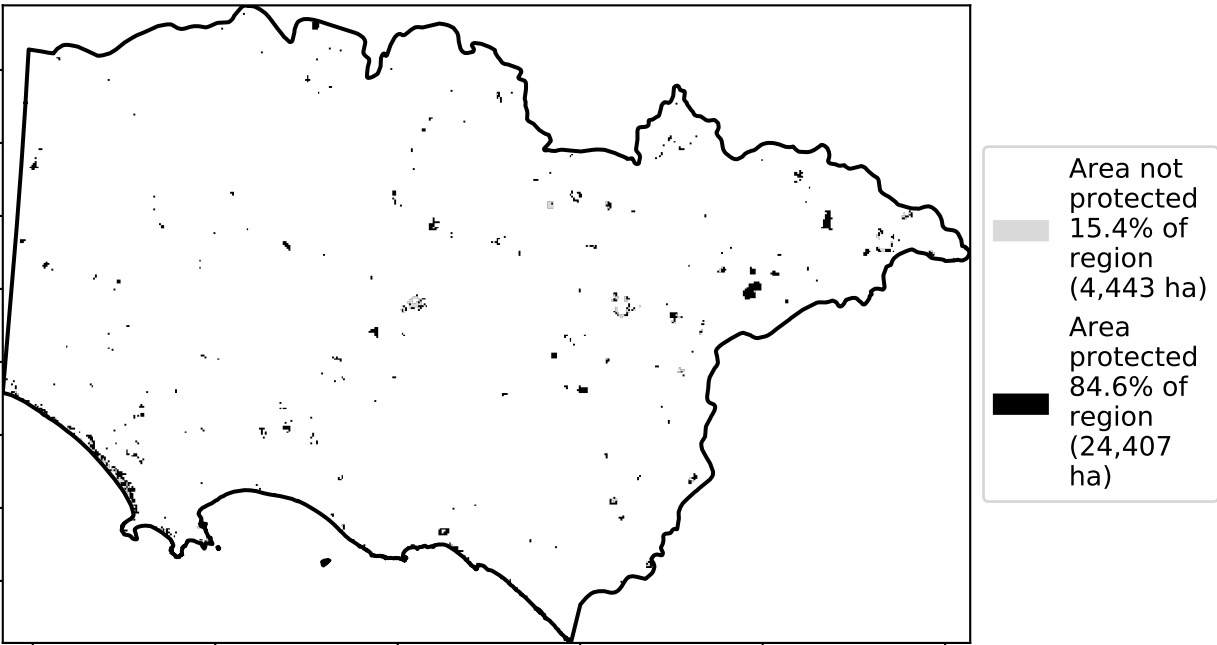 Area not
protected
15.4% of
region
(4,443 ha)
Area
protected
84.6% of
region
(24,407
ha)